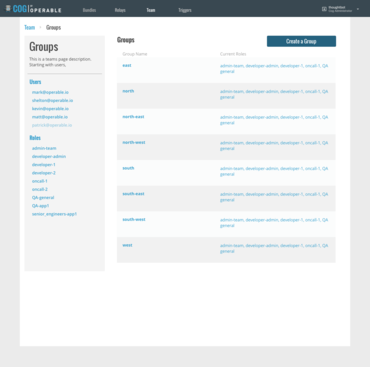 COG BY OPERABLE
Bundles Relays Team Triggers
Team > Groups
Groups
This is a teams page description.
Starting with users.
Users
mark@operable.io
shelton@operable.io
kevin@operable.io
matt@operable.io
patrick@operable.io
Roles
admin-team
developer-admin
developer-1
developer-2
oncall-1
oncall-2
QA-general
QA-app1
senior, engineers-app1
Groups
Create a Group
Group Name Current Roles
east admin-team, developer-admin, developer-1, oncall-1, QA
general
north admin-team, developer-admin, developer-1, oncall-1, QA
general
north-east admin-team, developer-admin, developer-1, oncall-1, QA
general
north-west admin-team, developer-admin, developer-1, oncall-1, QA
general
south admin-team, developer-admin, developer-1, oncall-1, QA
general
south-east admin-team, developer-admin, developer-1, oncall-1, QA
general
south-west admin-team, developer-admin, developer-1, oncall-1, QA
general
west admin-team, developer-admin, developer-1, oncall-1, QA
general